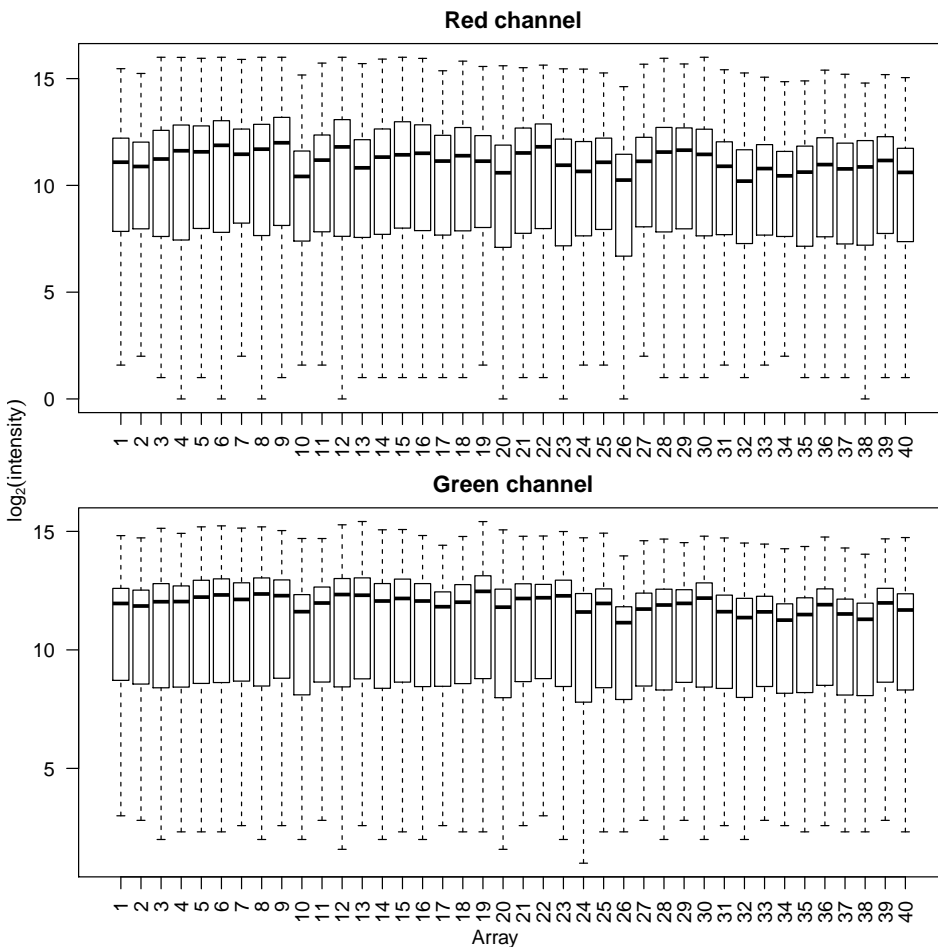 Red channel
15
10
5
0
1 2 3 4 5 6 7 8 9 10 11 12 13 14 15 16 17 18 19 20 21 22 23 24 25 26 27 28 29 30 31 32 33 34 35 36 37 38 39 40
log₂(intensity)
Green channel
15
10
5
1 2 3 4 5 6 7 8 9 10 11 12 13 14 15 16 17 18 19 20 21 22 23 24 25 26 27 28 29 30 31 32 33 34 35 36 37 38 39 40
Array